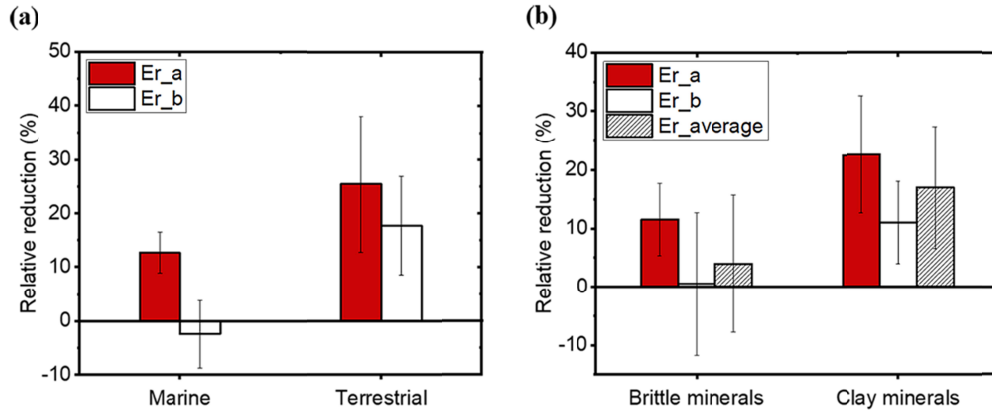 (a)
50
40
30
20
10
0
-10
Relative reduction (%)
Er_a
Er_b
Marine Terrestrial
(b)
40
30
20
10
0
-10
Relative reduction (%)
Er_a
Er_b
Er_average
Brittle minerals Clay minerals